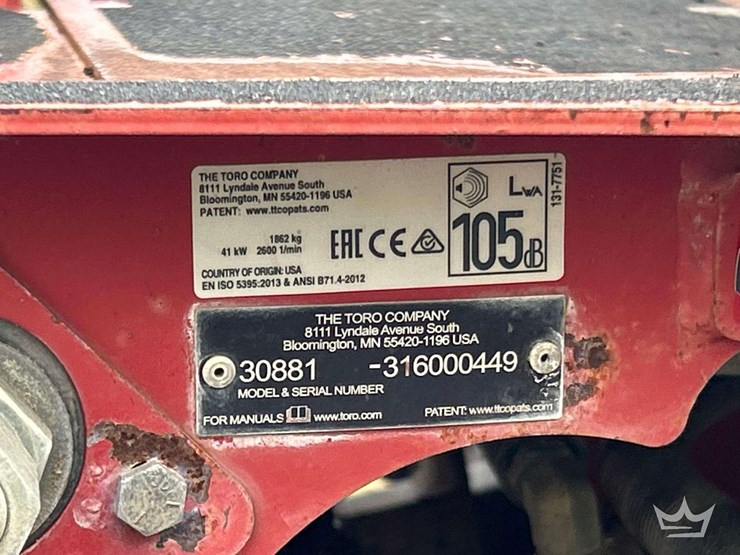 THE TORO COMPANY
8111 Lyndale Avenue South
Bloomington, MN 55420-1196 USA
PATENT: www.ttcopats.com
1862 kg
41 kW 2600 1/min
COUNTRY OF ORIGIN: USA
EN ISO 5395:2013 & ANSI B71.4-2012
EAC CE
LWA
105dB
131-7751
THE TORO COMPANY
8111 Lyndale Avenue South
Bloomington, MN 55420-1196 USA
30881 -316000449
MODEL & SERIAL NUMBER
FOR MANUALS www.toro.com PATENT: www.ttcopats.com